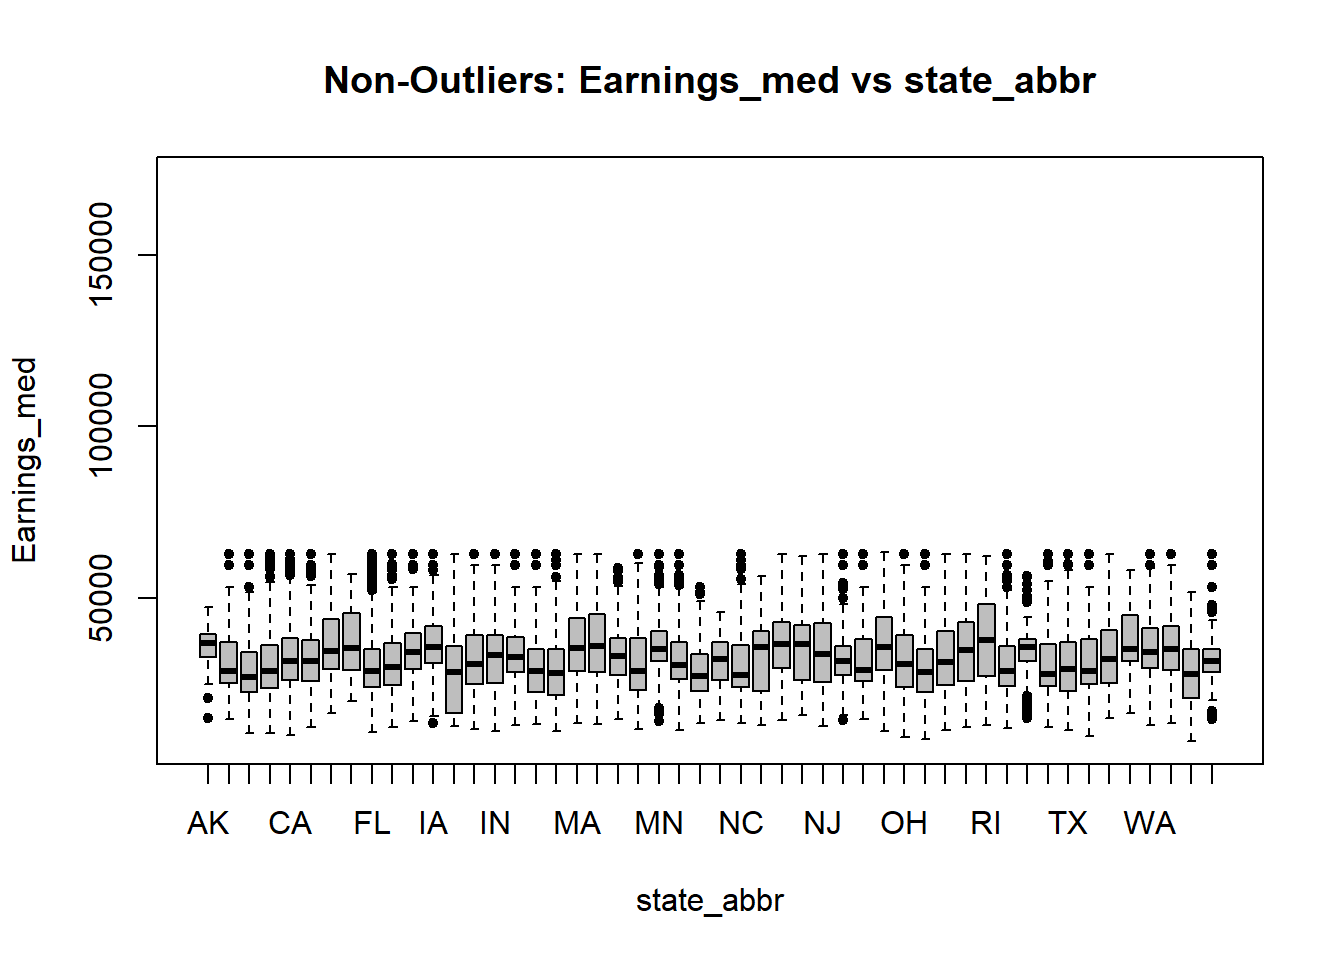 Non-Outliers: Earnings_med vs state_abbr
150000
100000
50000
Earnings_med
AK CA FL IA IN MA MN NC NJ OH RI TX WA
state_abbr